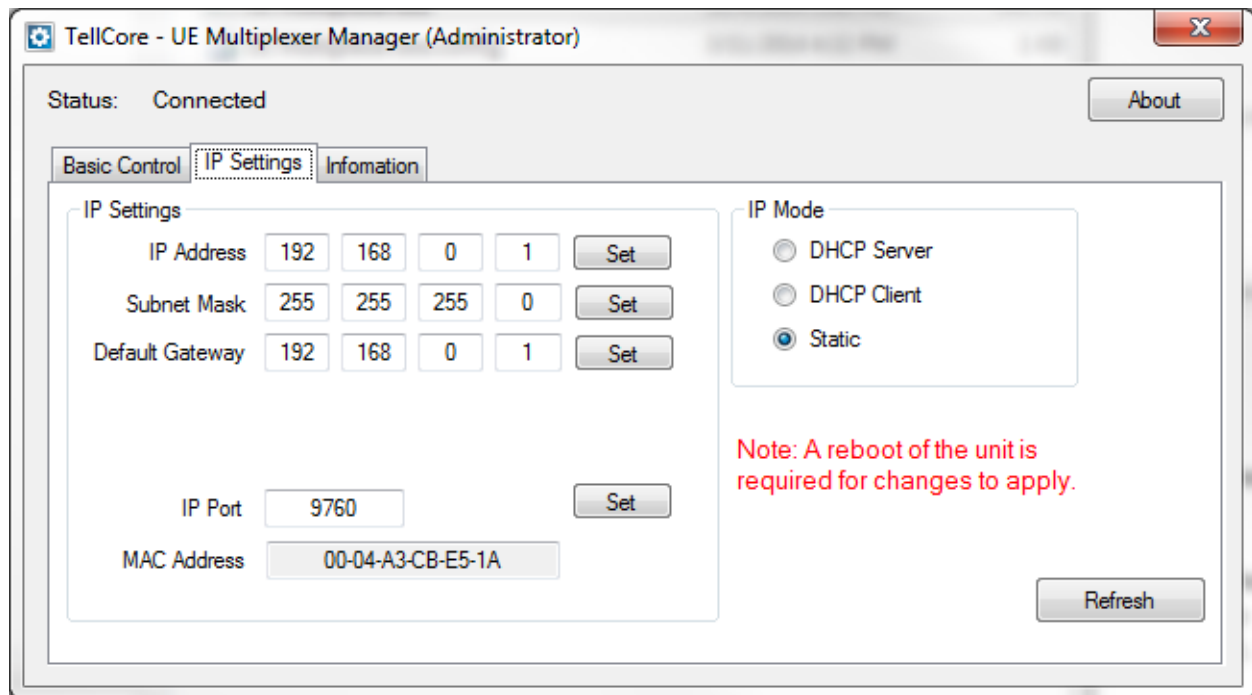 TellCore - UE Multiplexer Manager (Administrator)
Status: Connected
About
Basic Control IP Settings Infomation
IP Settings
IP Address 192 168 0 1 Set
Subnet Mask 255 255 255 0 Set
Default Gateway 192 168 0 1 Set
IP Port 9760 Set
MAC Address 00-04-A3-CB-E5-1A
IP Mode
DHCP Server
DHCP Client
Static
Note: A reboot of the unit is
required for changes to apply.
Refresh